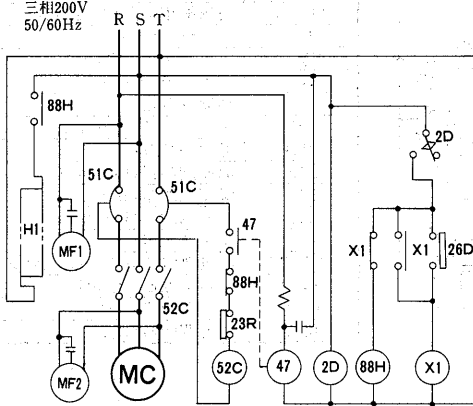 三相200V
50/60Hz
R S T
88H
2D
51C
51C
47
H1
MF1
X1
X1
26D
88H
52C
23R
MC
52C
47
2D
88H
X1
MF2